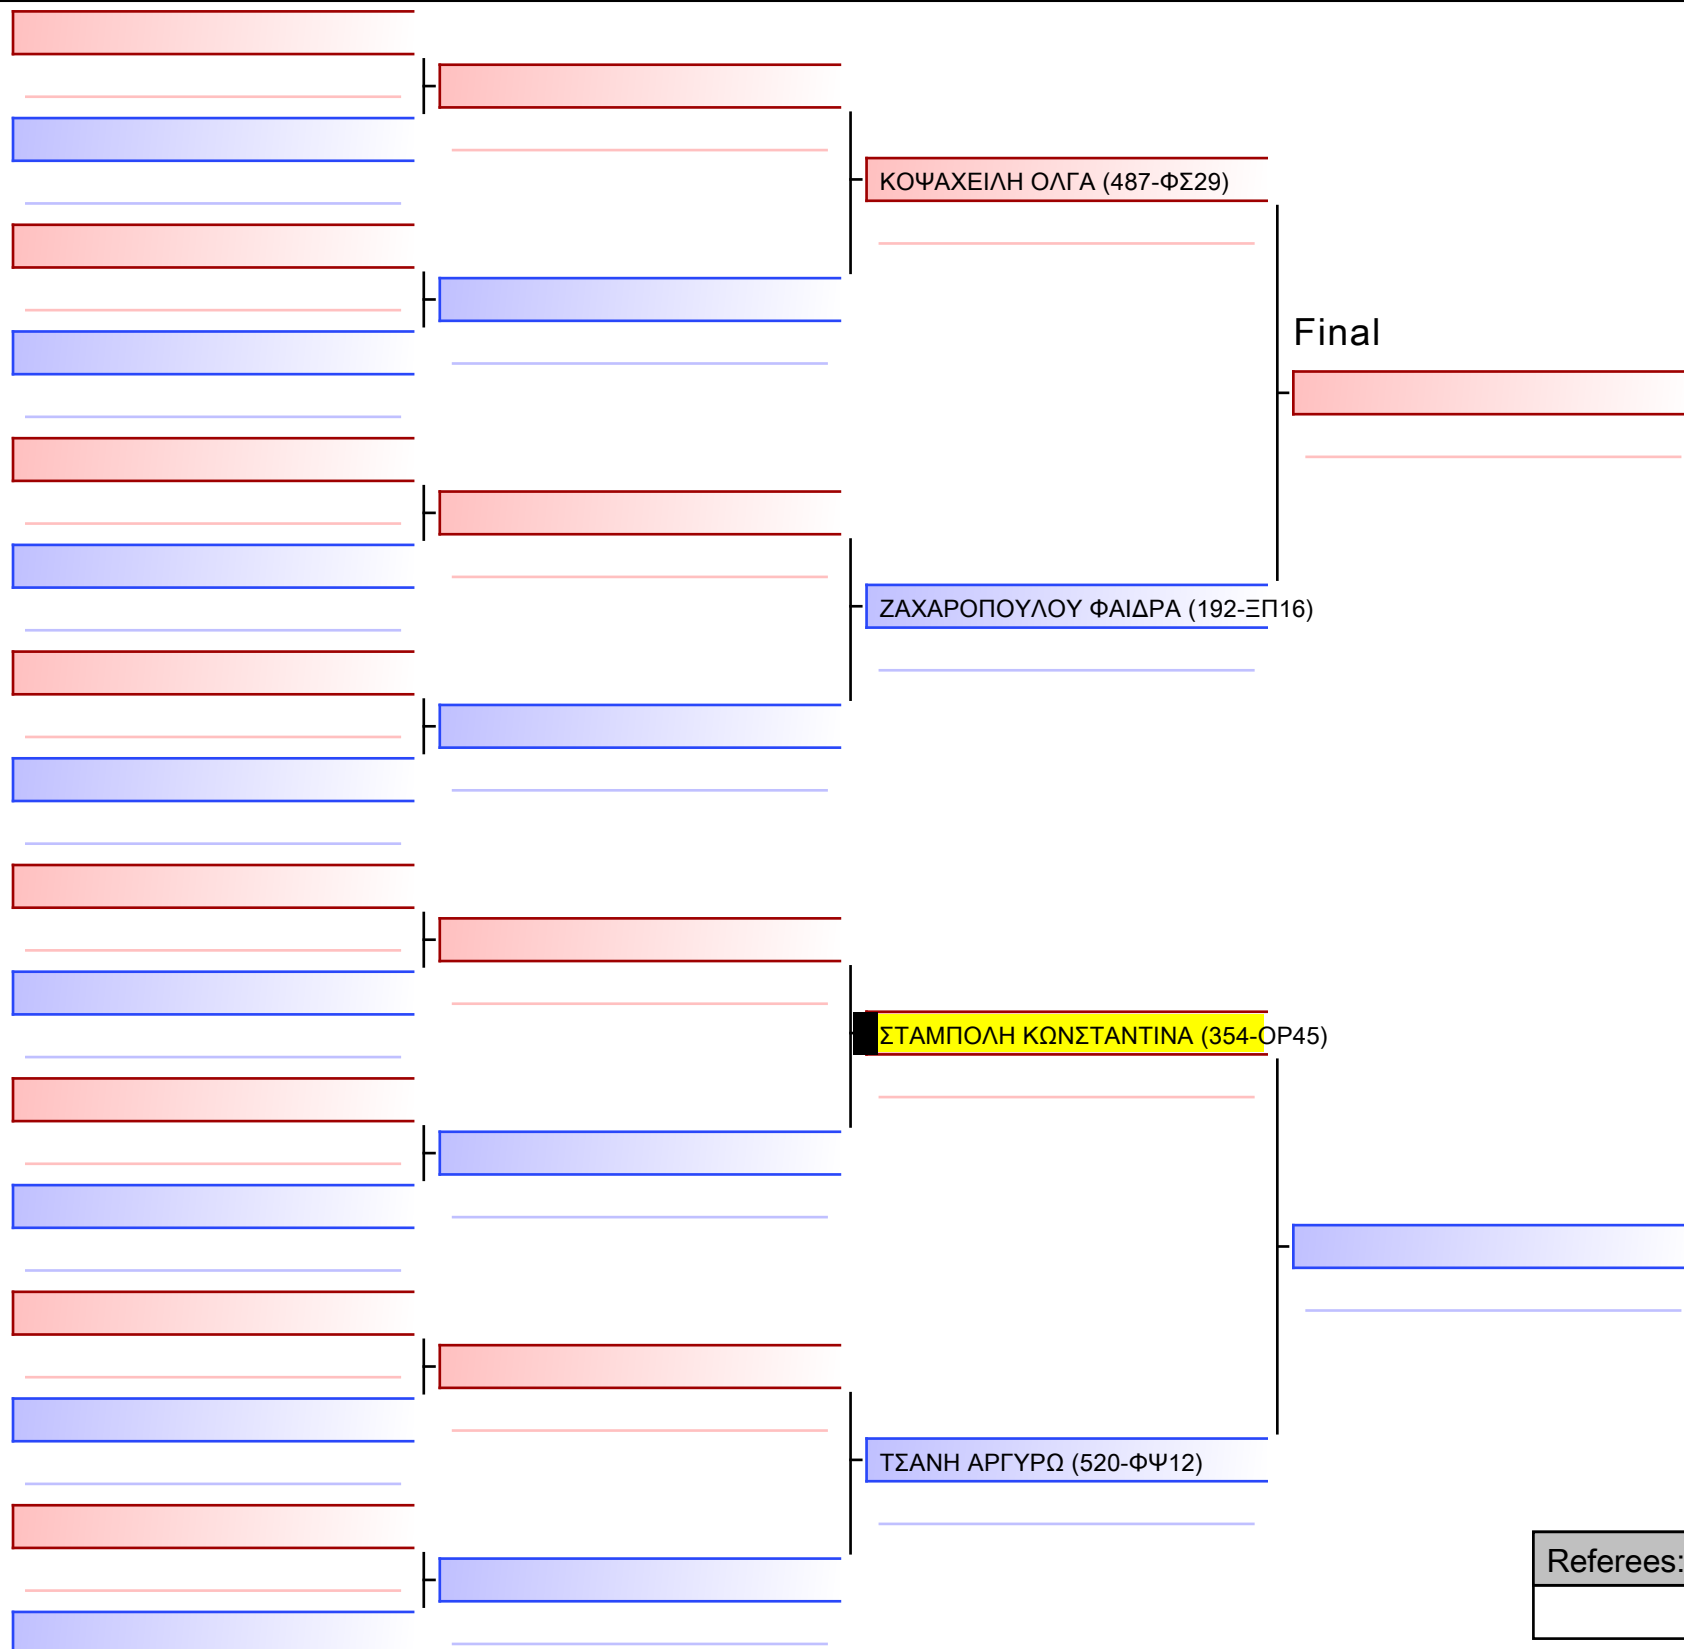 ΚΟΨΑΧΕΙΛΗ ΟΛΓΑ (487-ΦΣ29)
Final
ΖΑΧΑΡΟΠΟΥΛΟΥ ΦΑΙΔΡΑ (192-ΞΠ16)
ΣΤΑΜΠΟΛΗ ΚΩΝΣΤΑΝΤΙΝΑ (354-ΟΡ45)
ΤΣΑΝΗ ΑΡΓΥΡΩ (520-ΦΨ12)
Referees: